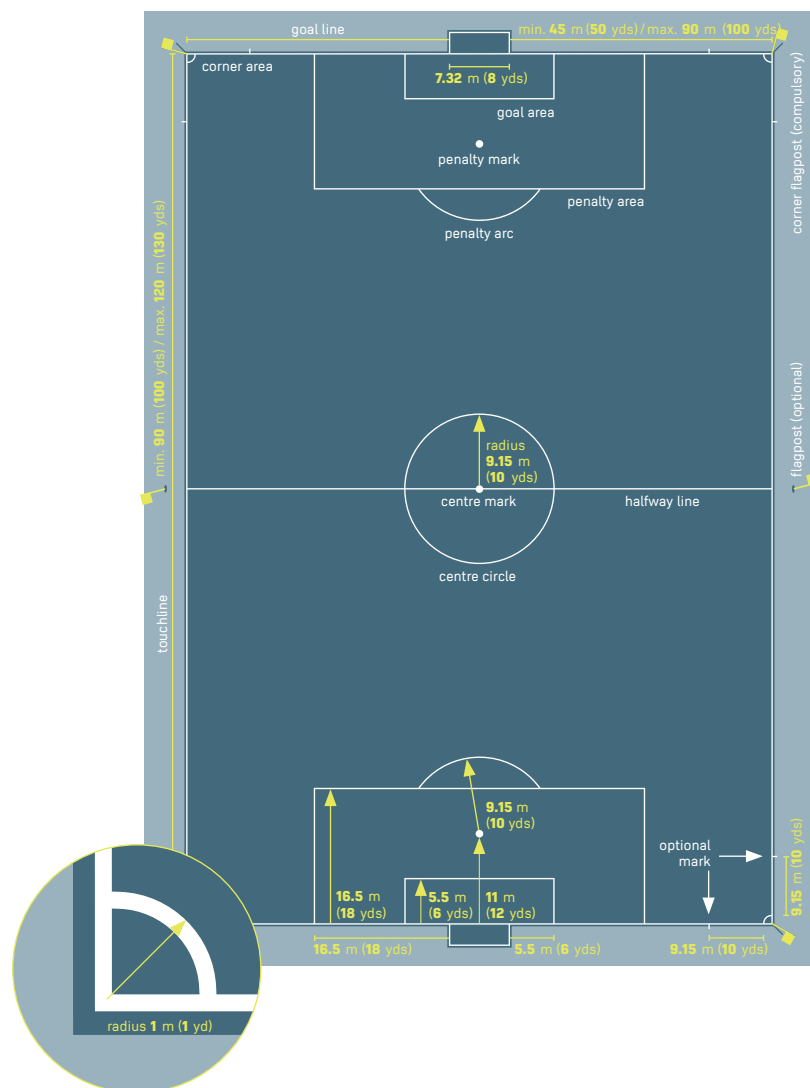 goal line
min. 45 m (50 yds) / max. 90 m (100 yds)
corner area
7.32 m (8 yds)
goal area
penalty mark
penalty area
penalty arc
corner flagpost (compulsory)
min. 90 m (100 yds) / max. 120 m (130 yds)
radius
9.15 m
(10 yds)
flagpost (optional)
centre mark
halfway line
centre circle
touchline
9.15 m
(10 yds)
optional
mark
9.15 m (10 yds)
16.5 m
(18 yds)
5.5 m
(6 yds)
11 m
(12 yds)
16.5 m (18 yds)
5.5 m (6 yds)
9.15 m (10 yds)
radius 1 m (1 yd)